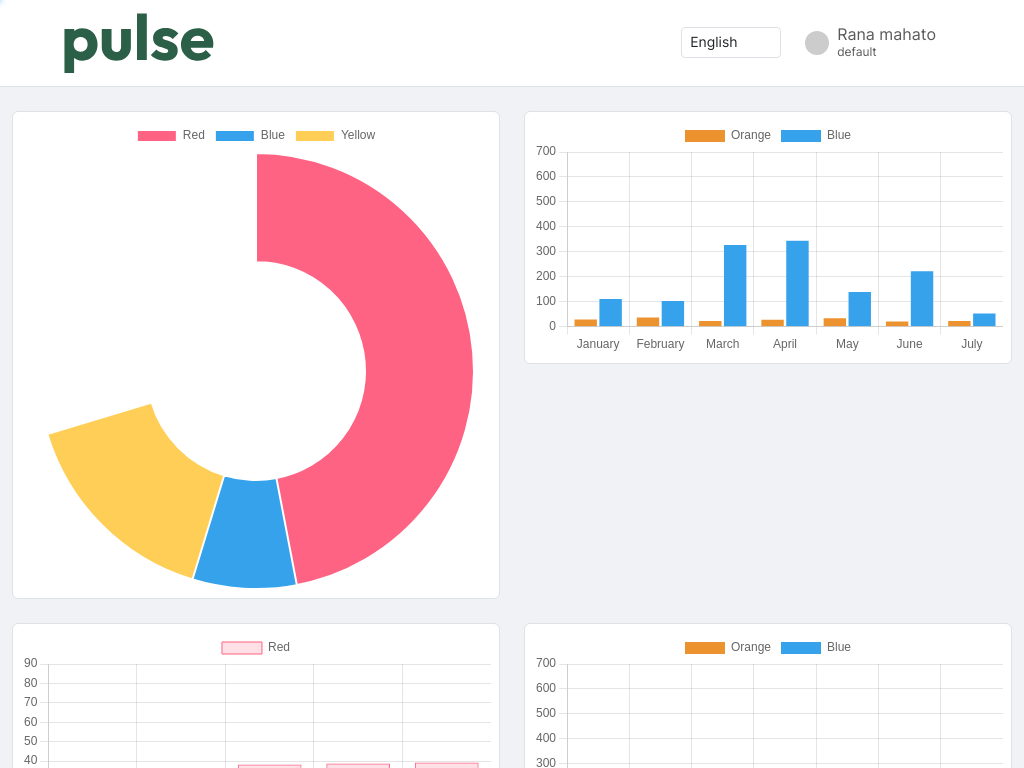 pulse
English
Rana mahato
default
Red Blue Yellow
Orange Blue
700
600
500
400
300
200
100
0
January February March April May June July
Red
90
80
70
60
50
40
Orange Blue
700
600
500
400
300